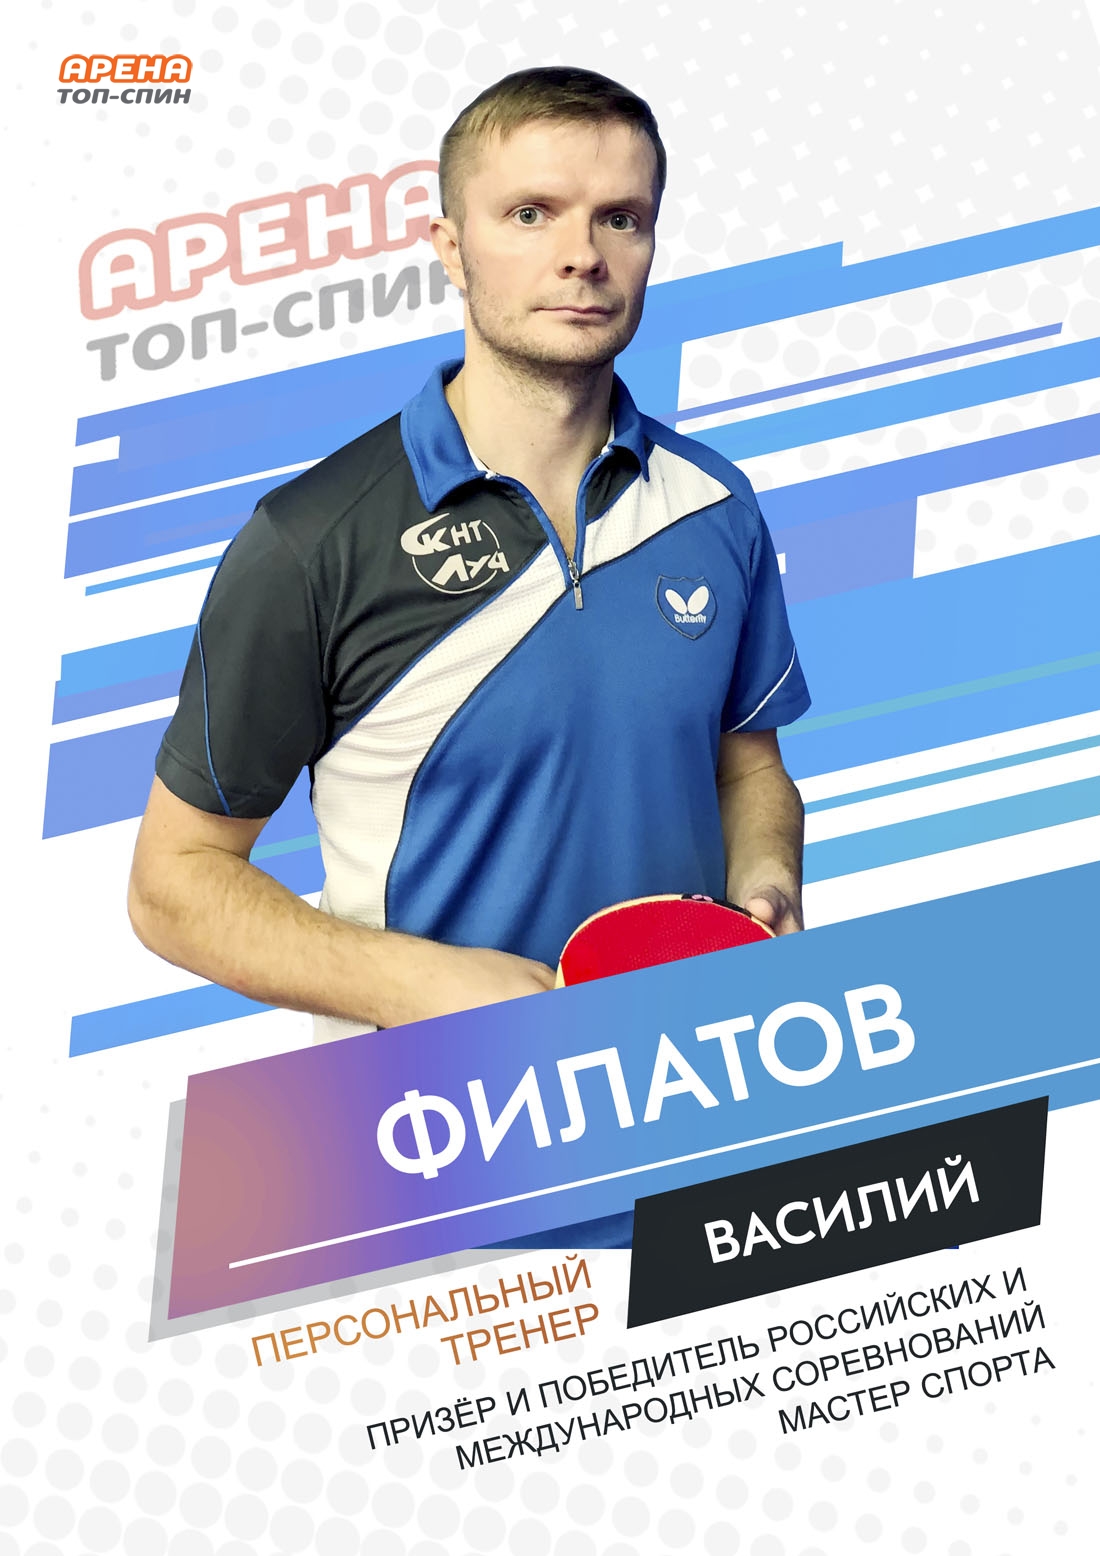 АРЕНА
ТОП-СПИН
АРЕНА
ТОП-СПИН
СКНТ
ЛУЧ
Butterfly
ФИЛАТОВ
ВАСИЛИЙ
ПЕРСОНАЛЬНЫЙ
ТРЕНЕР
ПРИЗЁР И ПОБЕДИТЕЛЬ РОССИЙСКИХ И
МЕЖДУНАРОДНЫХ СОРЕВНОВАНИЙ
МАСТЕР СПОРТА